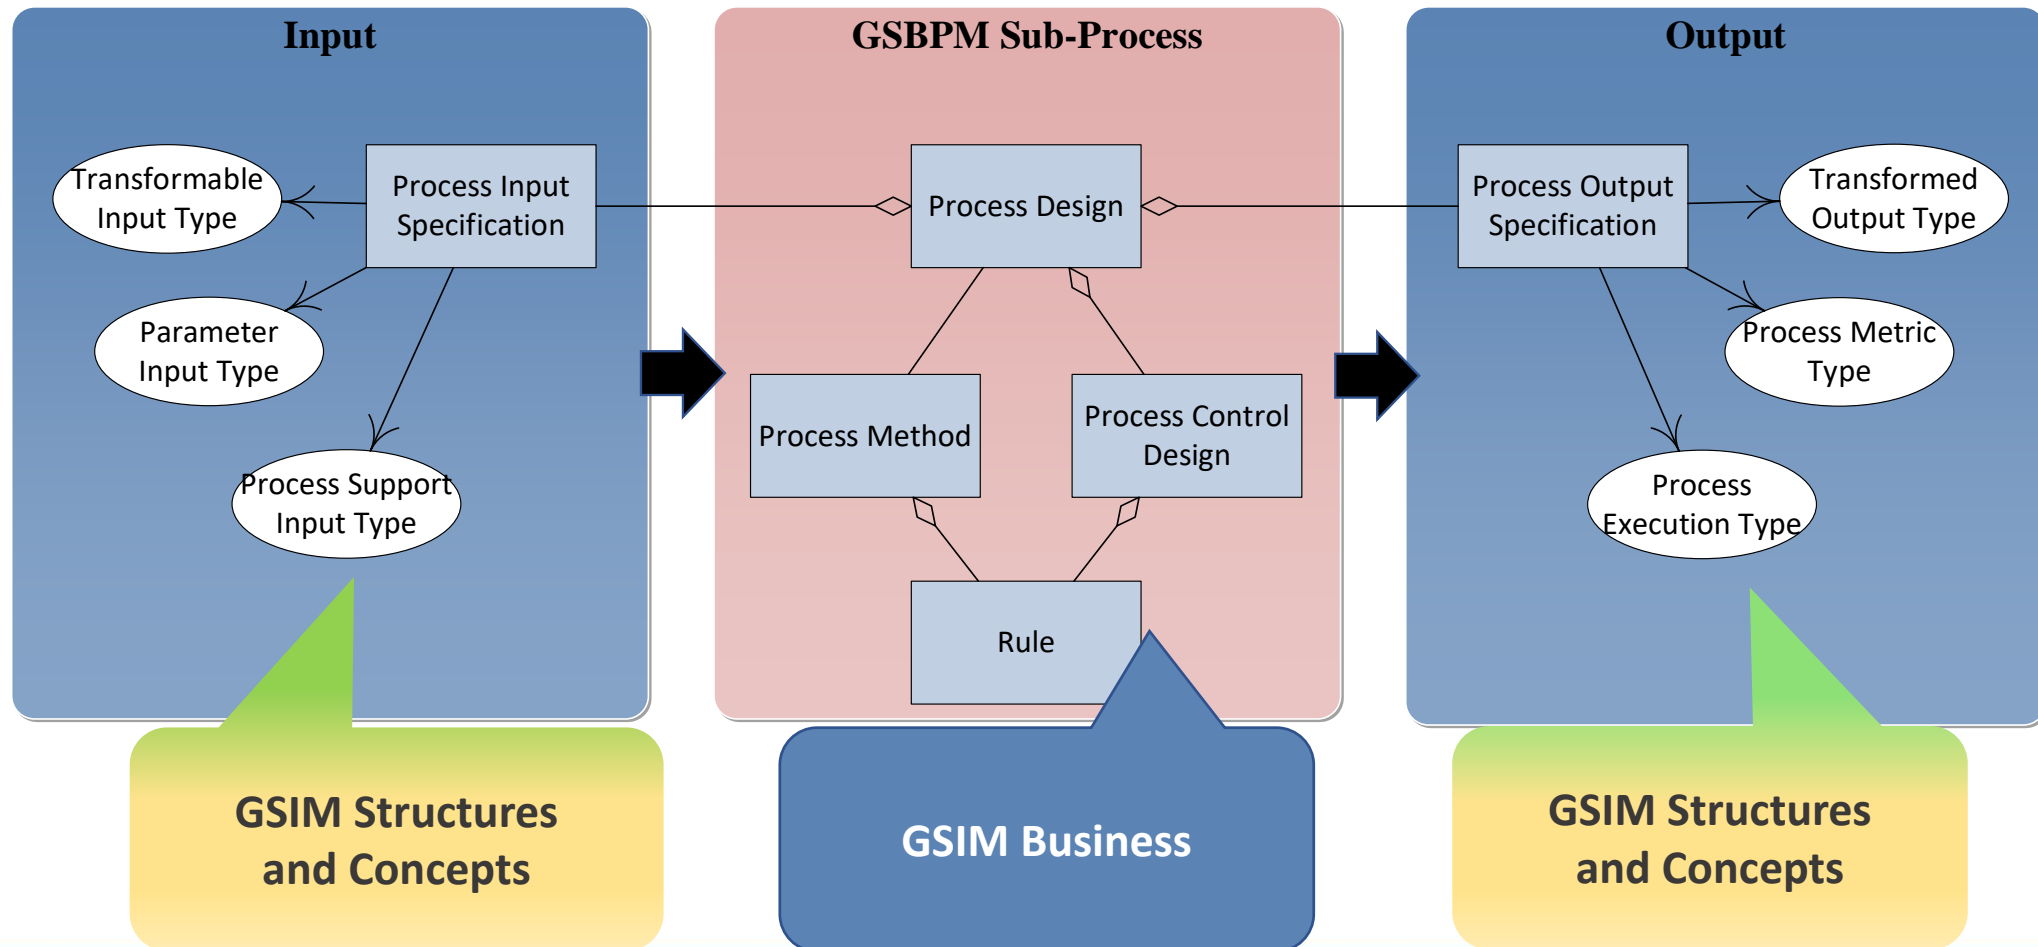 Input
Transformable
Input Type
Process Input
Specification
Parameter
Input Type
Process Support
Input Type
GSIM Structures
and Concepts
GSBPM Sub-Process
Process Design
Process Method
Process Control
Design
Rule
GSIM Business
Output
Process Output
Specification
Transformed
Output Type
Process Metric
Type
Process
Execution Type
GSIM Structures
and Concepts